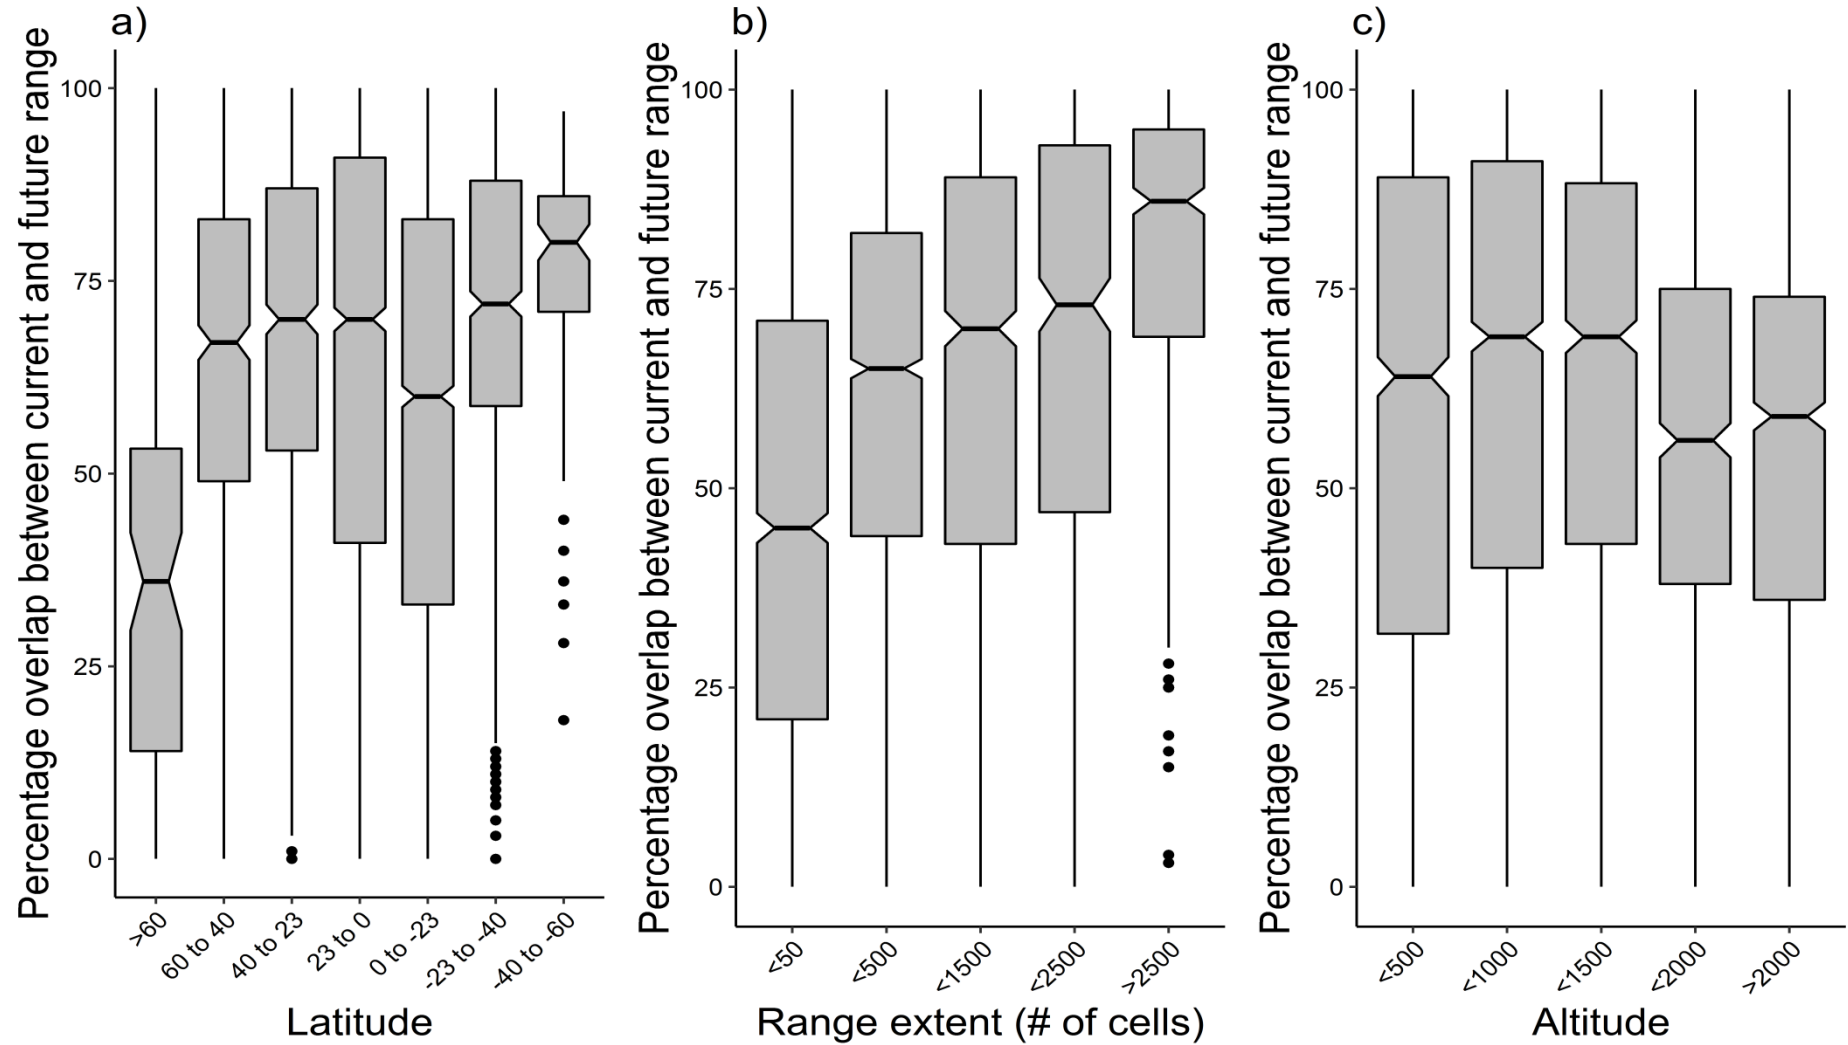 a)
Percentage overlap between current and future range
100
75
50
25
0
>60
60 to 40
40 to 23
23 to 0
0 to -23
-23 to -40
-40 to -60
Latitude
b)
Percentage overlap between current and future range
100
75
50
25
0
<50
<500
<1500
<2500
>2500
Range extent (# of cells)
c)
Percentage overlap between current and future range
100
75
50
25
0
<500
<1000
<1500
<2000
>2000
Altitude